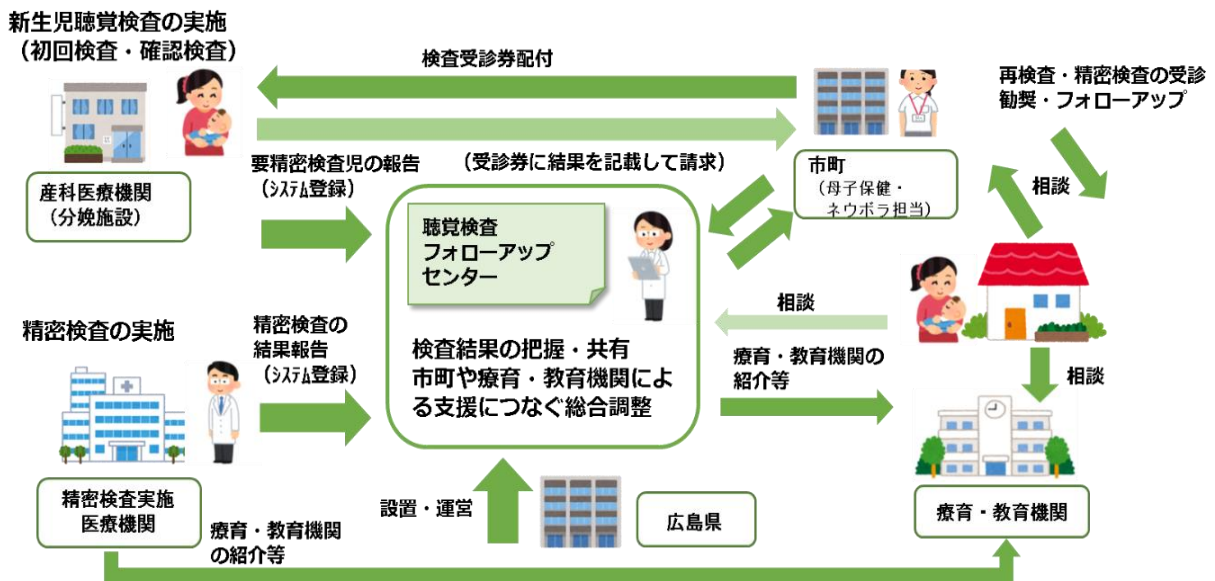 新生児聴覚検査の実施
(初回検査・確認検査)
検査受診券配付
再検査・精密検査の受診
勧奨・フォローアップ
産科医療機関
(分娩施設)
要精密検査児の報告
(システム登録)
(受診券に結果を記載して請求)
市町
(母子保健・
ネウボラ担当)
相談
聴覚検査
フォローアップ
センター
検査結果の把握・共有
市町や療育・教育機関によ
る支援につなぐ総合調整
精密検査の実施
精密検査の
結果報告
(システム登録)
相談
療育・教育機関の
紹介等
相談
精密検査実施
医療機関
療育・教育機関
の紹介等
設置・運営
広島県
療育・教育機関